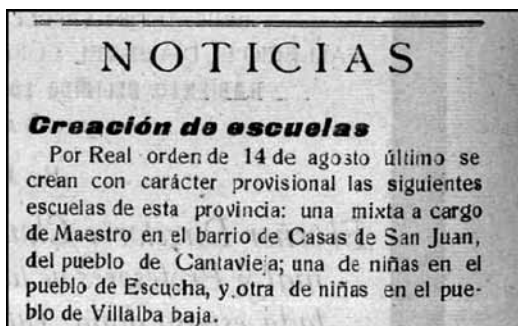 NOTICIAS
Creación de escuelas
Por Real orden de 14 de agosto último se
crean con carácter provisional las siguientes
escuelas de esta provincia: una mixta a cargo
de Maestro en el barrio de Casas de San Juan,
del pueblo de Cantavieja; una de niñas en el
pueblo de Escucha, y otra de niñas en el pue-
blo de Villalba baja.